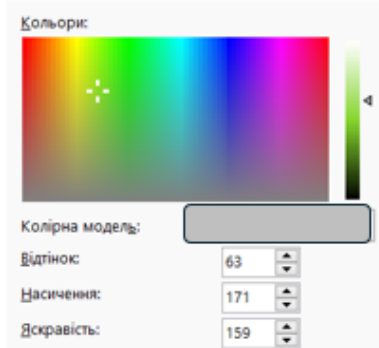 Кольори:
Колірна модель:
Відтінок: 63
Насичення: 171
Яскравість: 159